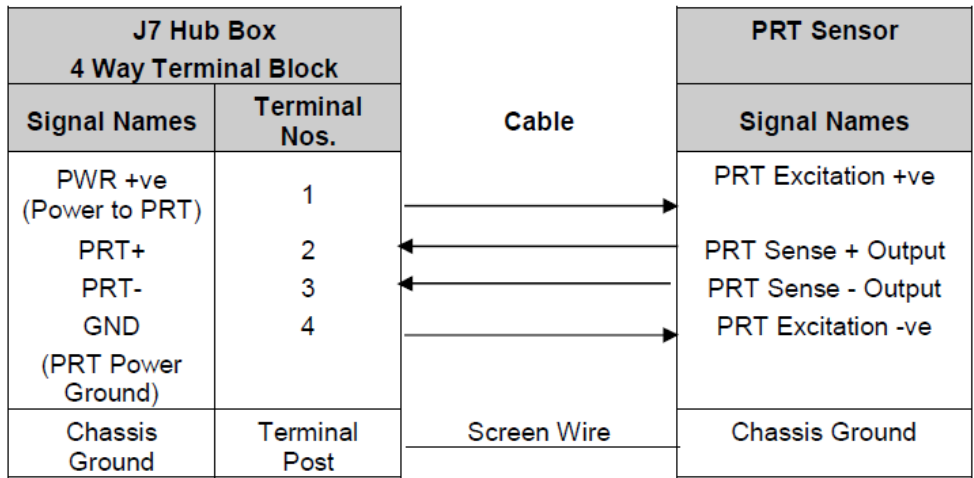 J7 Hub Box
4 Way Terminal Block
PRT Sensor
Signal Names
Terminal
Nos.
Cable
Signal Names
PWR +ve
(Power to PRT)
1
PRT Excitation +ve
PRT+
2
PRT Sense + Output
PRT-
3
PRT Sense - Output
GND
4
PRT Excitation -ve
(PRT Power
Ground)
Chassis
Ground
Terminal
Post
Screen Wire
Chassis Ground